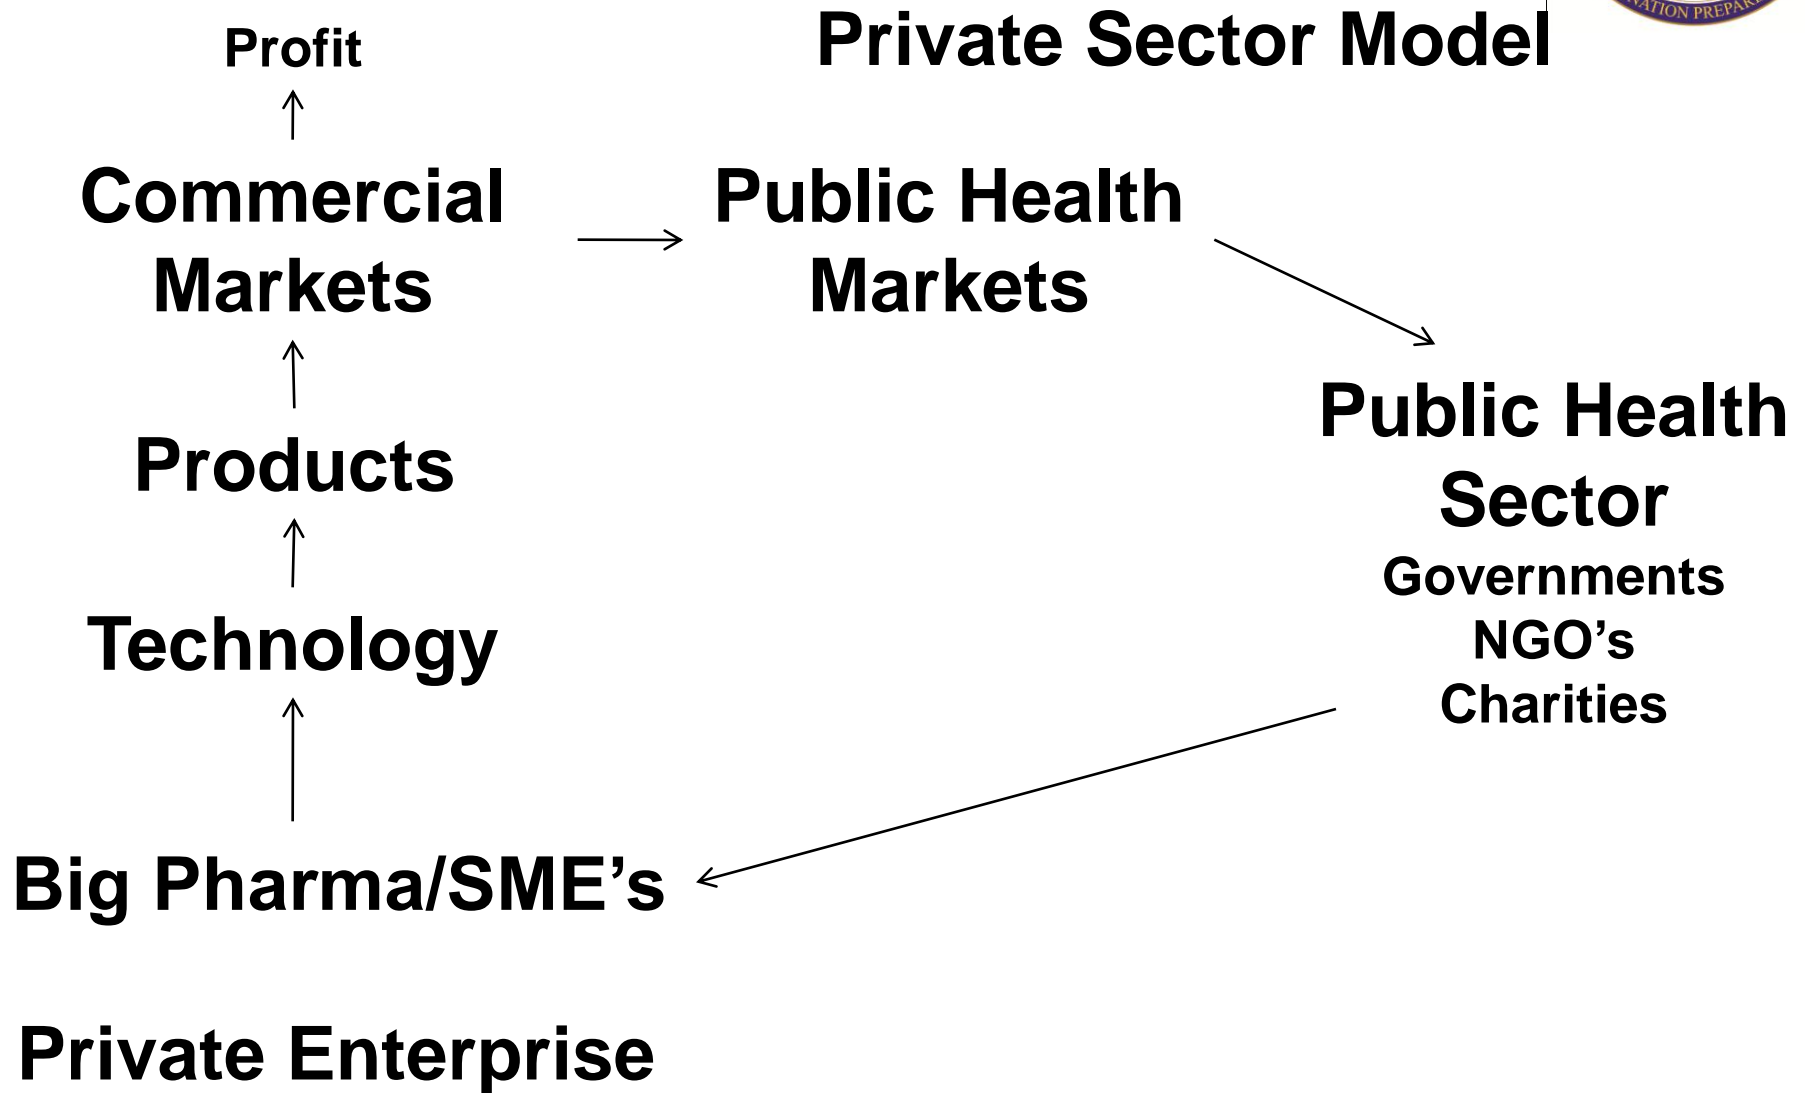 Private Sector Model
Profit
Commercial
Markets
Public Health
Markets
Products
Public Health
Sector
Governments
NGO’s
Charities
Technology
Big Pharma/SME’s
Private Enterprise